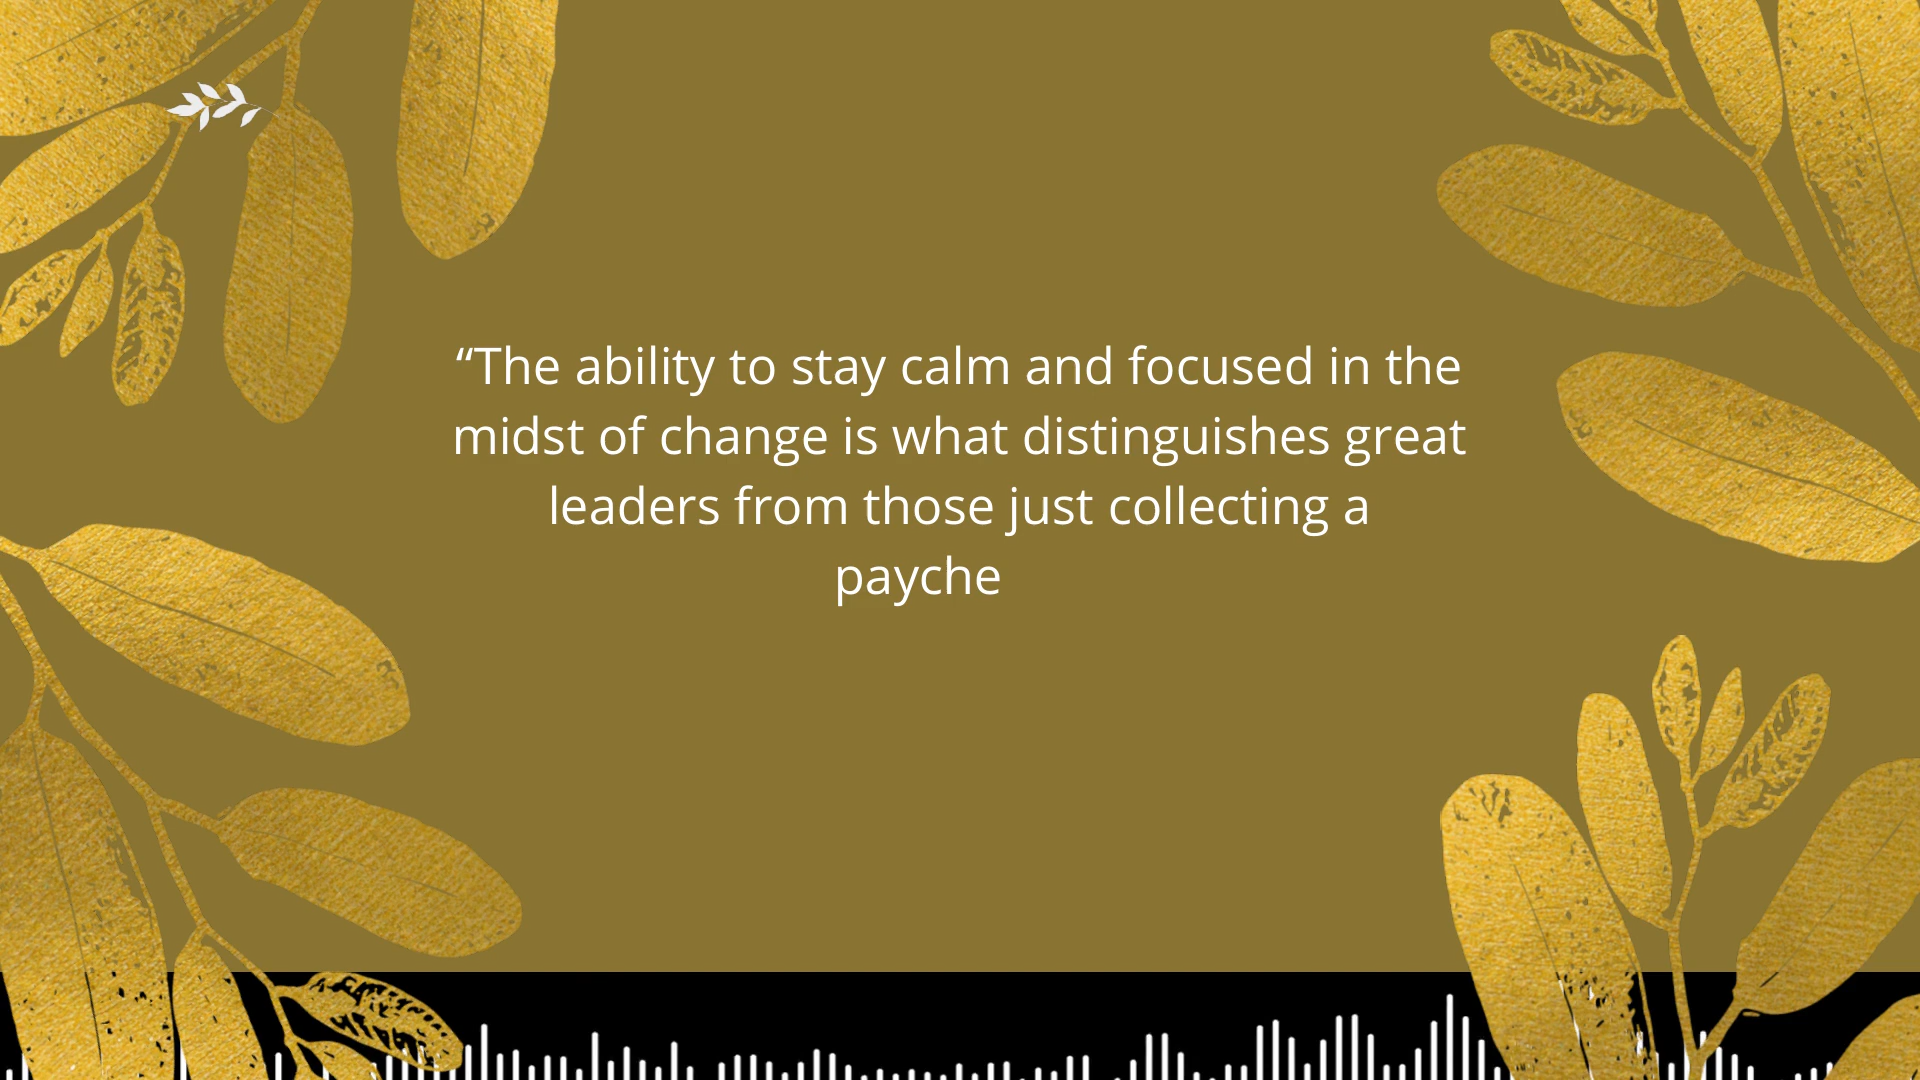 “The ability to stay calm and focused in the
midst of change is what distinguishes great
leaders from those just collecting a
payche